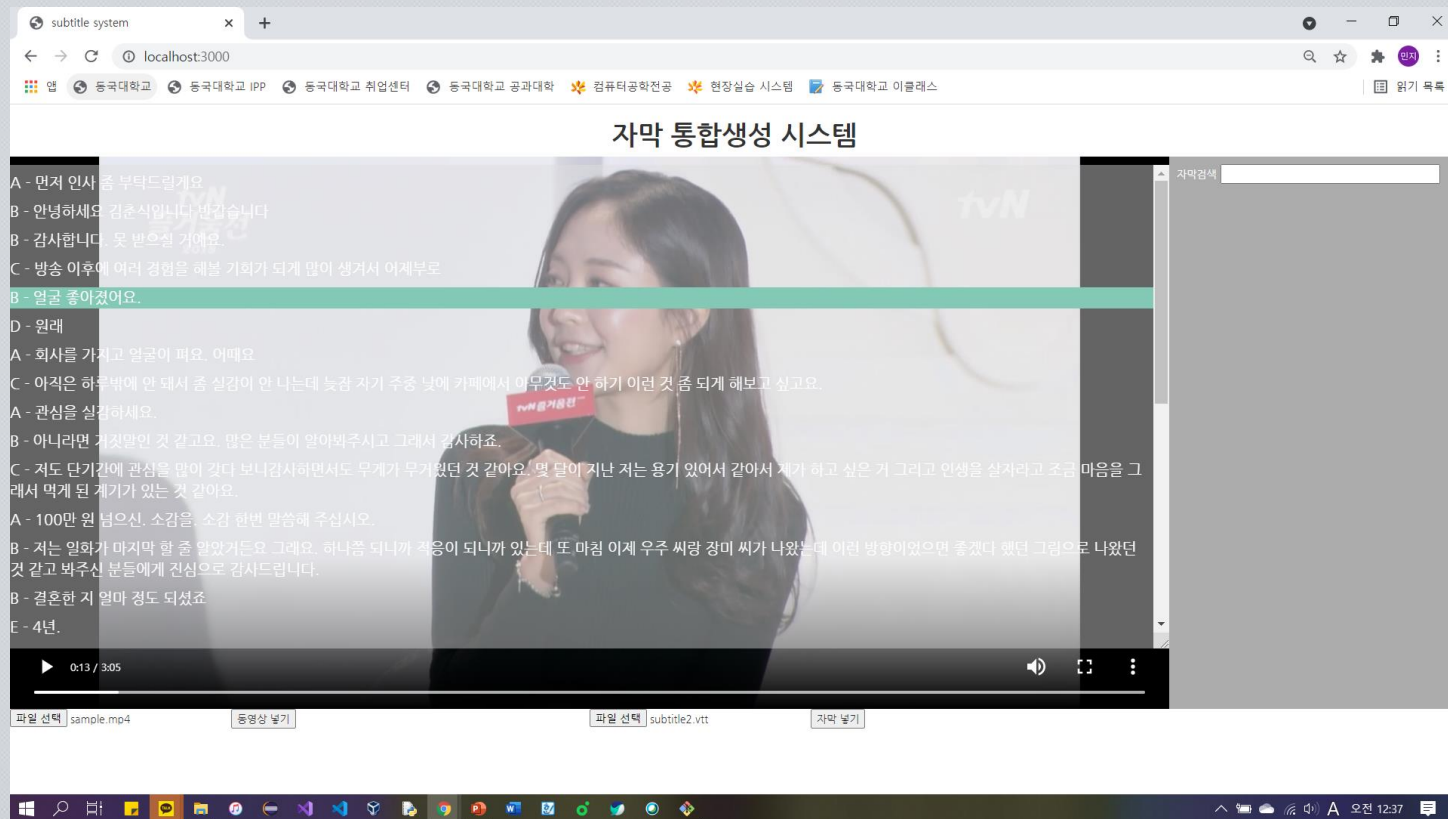 subtitle system
localhost:3000
민지
앱 동국대학교 동국대학교 IPP 동국대학교 취업센터 동국대학교 공과대학 컴퓨터공학전공 현장실습 시스템 동국대학교 이클래스 읽기 목록
자막 통합생성 시스템
자막검색
tvN
tvN
즐거움전
A - 먼저 인사 좀 부탁드릴게요
B - 안녕하세요 김춘식입니다 반갑습니다
B - 감사합니다. 못 받으실 거예요.
C - 방송 이후에 여러 경험을 해볼 기회가 되게 많이 생겨서 어제부로
B - 얼굴 좋아졌어요.
D - 원래
A - 회사를 가지고 얼굴이 펴요. 어때요
C - 아직은 하루밖에 안 돼서 좀 실감이 안 나는데 늦잠 자기 주중 낮에 카페에서 아무것도 안 하기 이런 것 좀 되게 해보고 싶고요.
tvN 즐거움전
A - 관심을 실감하세요.
B - 아니라면 거짓말인 것 같고요. 많은 분들이 알아봐주시고 그래서 감사하죠.
C - 저도 단기간에 관심을 많이 갖다 보니감사하면서도 무게가 무거웠던 것 같아요. 몇 달이 지난 저는 용기 있어서 같아서 제가 하고 싶은 거 그리고 인생을 살자라고 조금 마음을 그
래서 먹게 된 계기가 있는 것 같아요.
A - 100만 원 넘으신. 소감을. 소감 한번 말씀해 주십시오.
B - 저는 일화가 마지막 할 줄 알았거든요 그래요. 하나쯤 되니까 적응이 되니까 있는데 또 마침 이제 우주 씨랑 장미 씨가 나왔는데 이런 방향이었으면 좋겠다 했던 그림으로 나왔던
것 같고 봐주신 분들에게 진심으로 감사드립니다.
B - 결혼한 지 얼마 정도 되셨죠
E - 4년.
0:13 / 3:05
파일 선택 sample.mp4 동영상 넣기 파일 선택 subtitle2.vtt 자막 넣기
A 오전 12:37